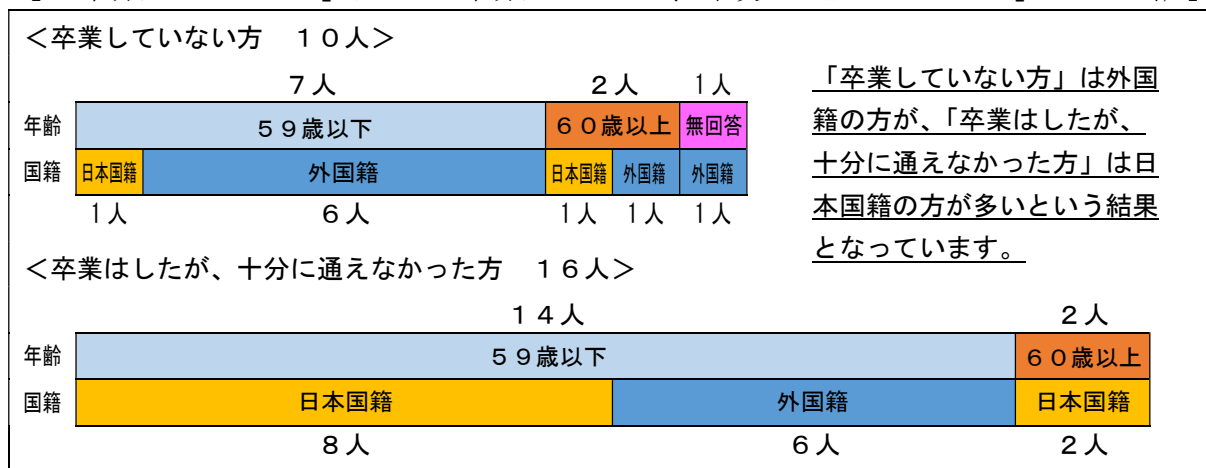 ＜卒業していない方　１０人＞
７人　２人　１人
年齢　５９歳以下　６０歳以上　無回答
国籍　日本国籍　外国籍　日本国籍　外国籍　外国籍
１人　６人　１人　１人　１人
「卒業していない方」は外国
籍の方が、「卒業はしたが、
十分に通えなかった方」は日
本国籍の方が多いという結果
となっています。
＜卒業はしたが、十分に通えなかった方　１６人＞
１４人　２人
年齢　５９歳以下　６０歳以上
国籍　日本国籍　外国籍　日本国籍
８人　６人　２人